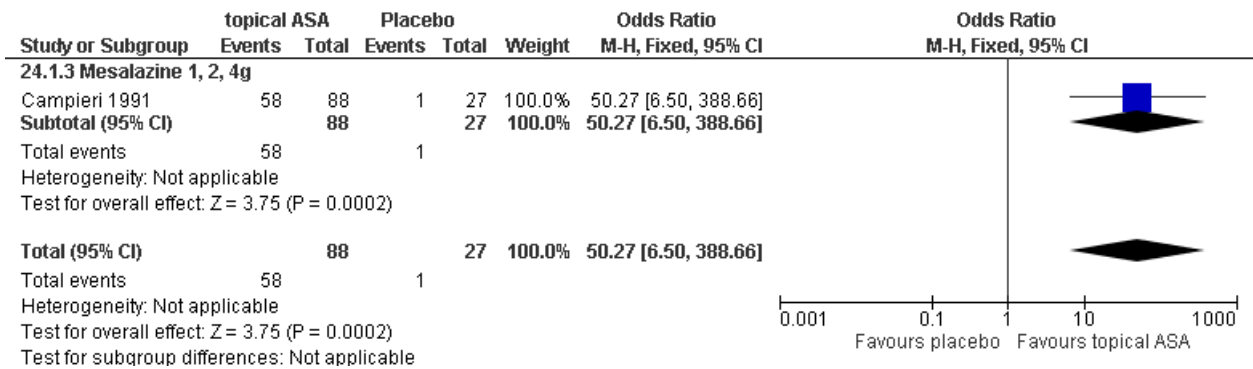 topical ASA Placebo Odds Ratio Odds Ratio
Study or Subgroup Events Total Events Total Weight M-H, Fixed, 95% CI M-H, Fixed, 95% CI
24.1.3 Mesalazine 1, 2, 4g
Campieri 1991 58 88 1 27 100.0% 50.27 [6.50, 388.66]
Subtotal (95% CI) 88 27 100.0% 50.27 [6.50, 388.66]
Total events 58 1
Heterogeneity: Not applicable
Test for overall effect: Z = 3.75 (P = 0.0002)
Total (95% CI) 88 27 100.0% 50.27 [6.50, 388.66]
Total events 58 1
Heterogeneity: Not applicable
Test for overall effect: Z = 3.75 (P = 0.0002)
Test for subgroup differences: Not applicable
0.001 0.1 1 10 1000
Favours placebo Favours topical ASA